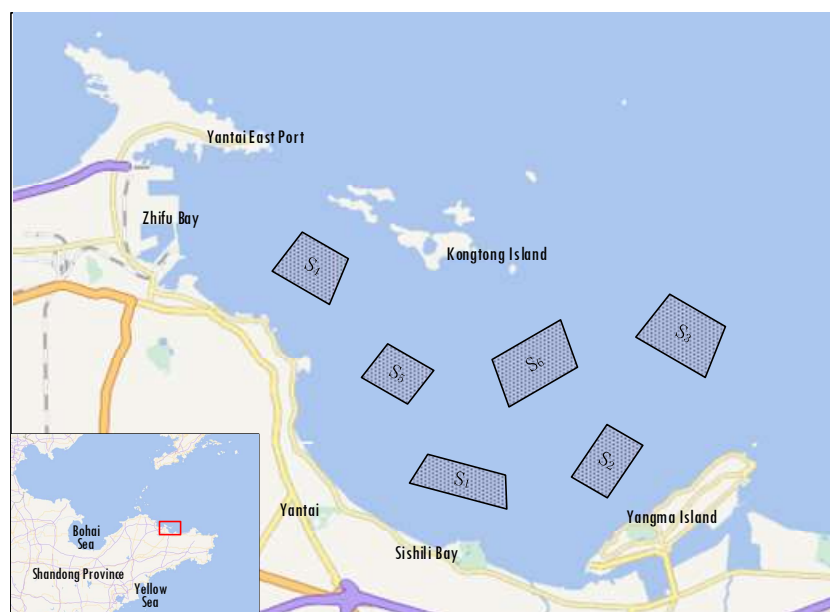 Yantai East Port
Zhifu Bay
Kongtong Island
S4
S3
S5
S6
S2
S1
Yantai
Yangma Island
Sishili Bay
Bohai
Sea
Shandong Province
Yellow
Sea